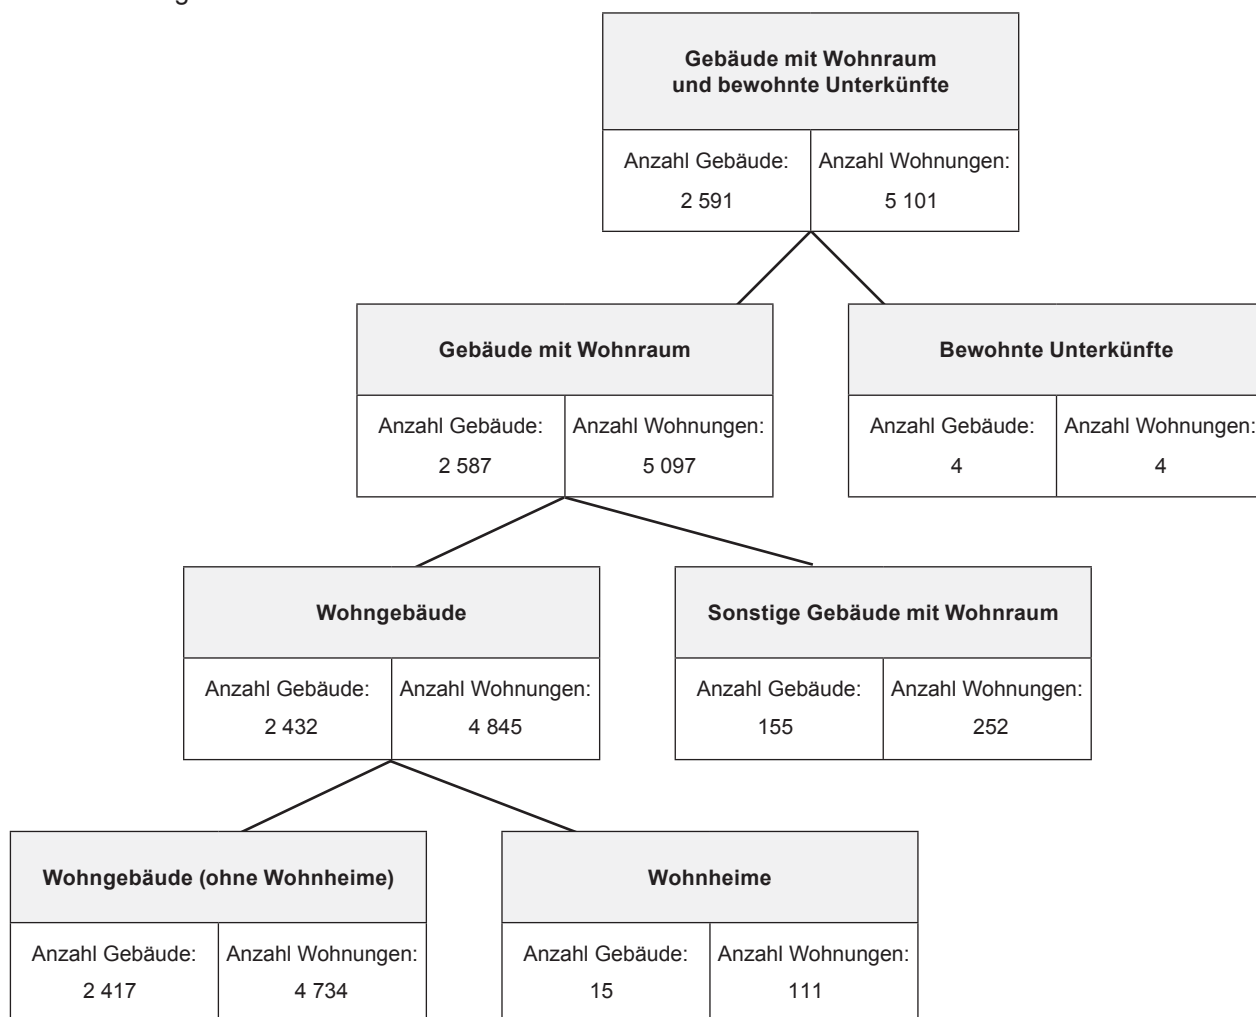 Gebäude mit Wohnraum
und bewohnte Unterkünfte
Anzahl Gebäude:
2 591
Anzahl Wohnungen:
5 101
Gebäude mit Wohnraum
Anzahl Gebäude:
2 587
Anzahl Wohnungen:
5 097
Bewohnte Unterkünfte
Anzahl Gebäude:
4
Anzahl Wohnungen:
4
Wohngebäude
Anzahl Gebäude:
2 432
Anzahl Wohnungen:
4 845
Sonstige Gebäude mit Wohnraum
Anzahl Gebäude:
155
Anzahl Wohnungen:
252
Wohngebäude (ohne Wohnheime)
Anzahl Gebäude:
2 417
Anzahl Wohnungen:
4 734
Wohnheime
Anzahl Gebäude:
15
Anzahl Wohnungen:
111